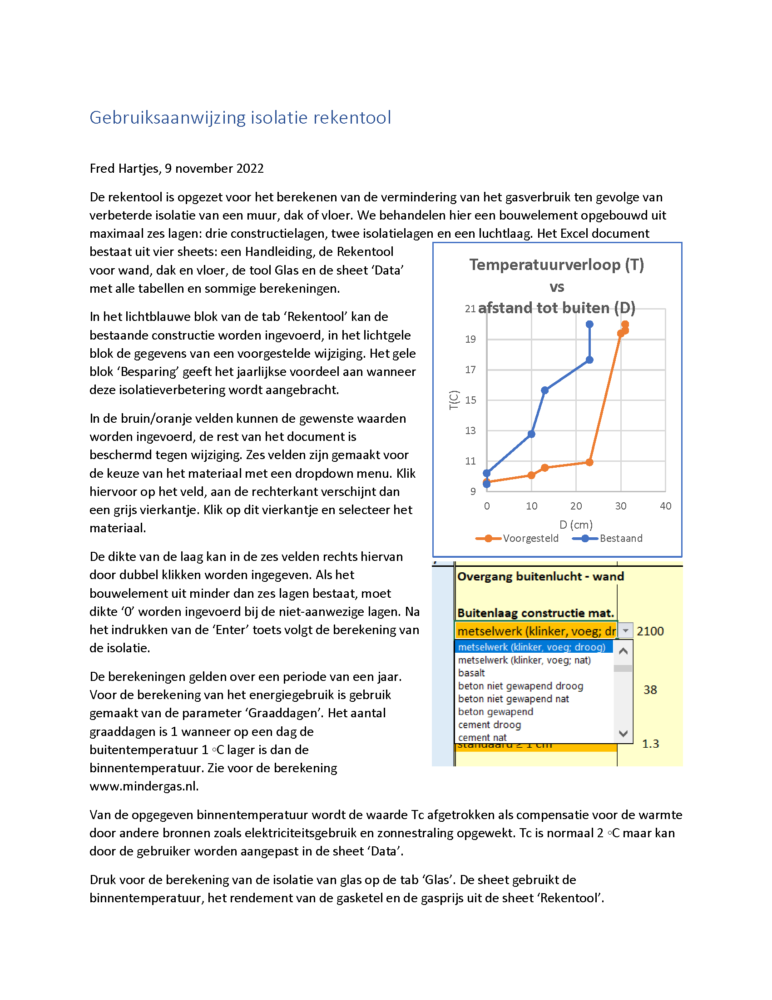 Gebruiksaanwijzing isolatie rekentool
Fred Hartjes, 9 november 2022
De rekentool is opgezet voor het berekenen van de vermindering van het gasverbruik ten gevolge van
verbeterde isolatie van een muur, dak of vloer. We behandelen hier een bouwelement opgebouwd uit
maximaal zes lagen: drie constructielagen, twee isolatielagen en een luchtlaag. Het Excel document
bestaat uit vier sheets: een Handleiding, de Rekentool
voor wand, dak en vloer, de tool Glas en de sheet ‘Data’
met alle tabellen en sommige berekeningen.
In het lichtblauwe blok van de tab ‘Rekentool’ kan de
bestaande constructie worden ingevoerd, in het lichtgele
blok de gegevens van een voorgestelde wijziging. Het gele
blok ‘Besparing’ geeft het jaarlijkse voordeel aan wanneer
deze isolatieverbetering wordt aangebracht.
In de bruin/oranje velden kunnen de gewenste waarden
worden ingevoerd, de rest van het document is
beschermd tegen wijziging. Zes velden zijn gemaakt voor
de keuze van het materiaal met een dropdown menu. Klik
hiervoor op het veld, aan de rechterkant verschijnt dan
een grijs vierkantje. Klik op dit vierkantje en selecteer het
materiaal.
De dikte van de laag kan in de zes velden rechts hiervan
door dubbel klikken worden ingegeven. Als het
bouwelement uit minder dan zes lagen bestaat, moet
dikte ‘0’ worden ingevoerd bij de niet-aanwezige lagen. Na
het indrukken van de ‘Enter’ toets volgt de berekening van
de isolatie.
De berekeningen gelden over een periode van een jaar.
Voor de berekening van het energiegebruik is gebruik
gemaakt van de parameter ‘Graaddagen’. Het aantal
graaddagen is 1 wanneer op een dag de
buitentemperatuur 1 ◦C lager is dan de
binnentemperatuur. Zie voor de berekening
www.mindergas.nl.
Temperatuurverloop (T)
vs
afstand tot buiten (D)
21
19
17
15
13
11
9
T(C)
0 10 20 30 40
D (cm)
Voorgesteld Bestaand
Overgang buitenlucht - wand
Buitenlaag constructie mat.
metselwerk (klinker, voeg; dr 2100
metselwerk (klinker, voeg; droog)
metselwerk (klinker, voeg; nat)
basalt
beton niet gewapend droog
beton niet gewapend nat
beton gewapend
cement droog
cement nat
standaard ≥ 1 cm
38
1.3
Van de opgegeven binnentemperatuur wordt de waarde Tc afgetrokken als compensatie voor de warmte
door andere bronnen zoals elektriciteitsgebruik en zonnestraling opgewekt. Tc is normaal 2 ◦C maar kan
door de gebruiker worden aangepast in de sheet ‘Data’.
Druk voor de berekening van de isolatie van glas op de tab ‘Glas’. De sheet gebruikt de
binnentemperatuur, het rendement van de gasketel en de gasprijs uit de sheet ‘Rekentool’.